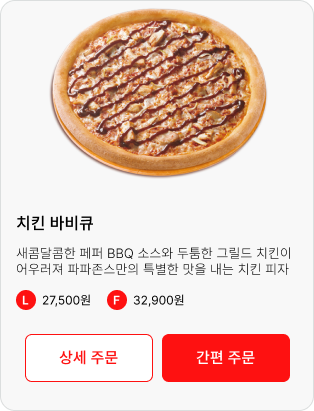 치킨 바비큐
새콤달콤한 페퍼 BBQ 소스와 두툼한 그릴드 치킨이
어우러져 파파존스만의 특별한 맛을 내는 치킨 피자
L 27,500원 F 32,900원
상세 주문 간편 주문